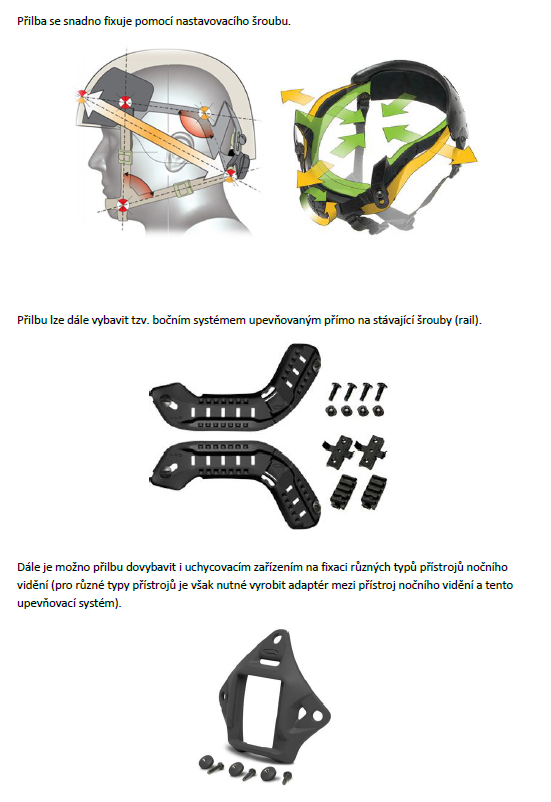 Přilba se snadno fixuje pomocí nastavovacího šroubu.
Přilbu lze dále vybavit tzv. bočním systémem upevňovaným přímo na stávající šrouby (rail).
Dále je možno přilbu dovybavit i uchycovacím zařízením na fixaci různých typů přístrojů nočního
vidění (pro různé typy přístrojů je však nutné vyrobit adaptér mezi přístroj nočního vidění a tento
upevňovací systém).